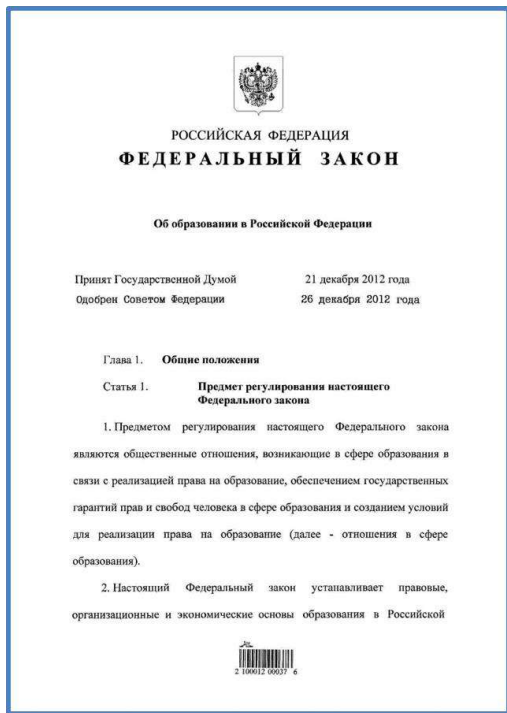 РОССИЙСКАЯ ФЕДЕРАЦИЯ
ФЕДЕРАЛЬНЫЙ ЗАКОН
Об образовании в Российской Федерации
Принят Государственной Думой 21 декабря 2012 года
Одобрен Советом Федерации 26 декабря 2012 года
Глава 1. Общие положения
Статья 1. Предмет регулирования настоящего
Федерального закона
1. Предметом регулирования настоящего Федерального закона
являются общественные отношения, возникающие в сфере образования в
связи с реализацией права на образование, обеспечением государственных
гарантий прав и свобод человека в сфере образования и созданием условий
для реализации права на образование (далее - отношения в сфере
образования).
2. Настоящий Федеральный закон устанавливает правовые,
организационные и экономические основы образования в Российской
2 100012 00037 6